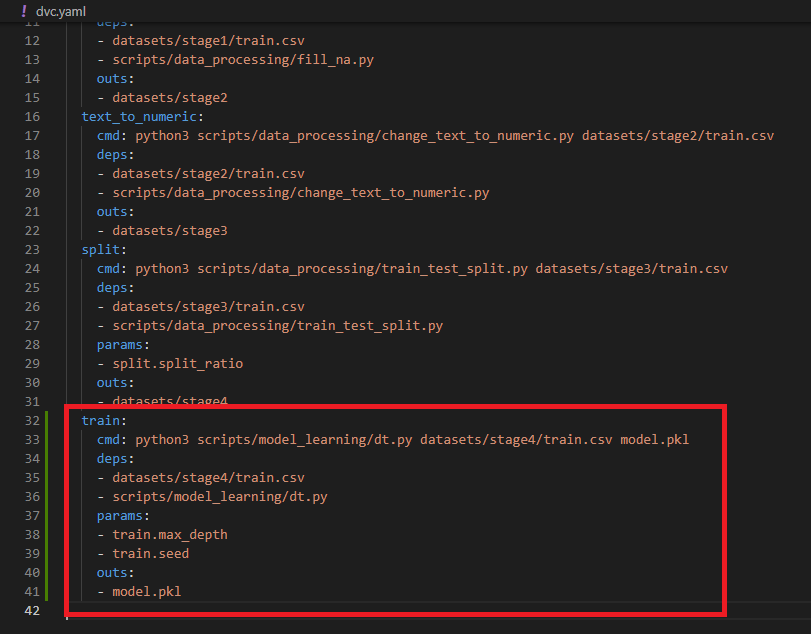 ! dvc.yaml
11 deps:
12 - datasets/stage1/train.csv
13 - scripts/data_processing/fill_na.py
14 outs:
15 - datasets/stage2
16 text_to_numeric:
17 cmd: python3 scripts/data_processing/change_text_to_numeric.py datasets/stage2/train.csv
18 deps:
19 - datasets/stage2/train.csv
20 - scripts/data_processing/change_text_to_numeric.py
21 outs:
22 - datasets/stage3
23 split:
24 cmd: python3 scripts/data_processing/train_test_split.py datasets/stage3/train.csv
25 deps:
26 - datasets/stage3/train.csv
27 - scripts/data_processing/train_test_split.py
28 params:
29 - split.split_ratio
30 outs:
31 - datasets/stage4
32 train:
33 cmd: python3 scripts/model_learning/dt.py datasets/stage4/train.csv model.pkl
34 deps:
35 - datasets/stage4/train.csv
36 - scripts/model_learning/dt.py
37 params:
38 - train.max_depth
39 - train.seed
40 outs:
41 - model.pkl
42